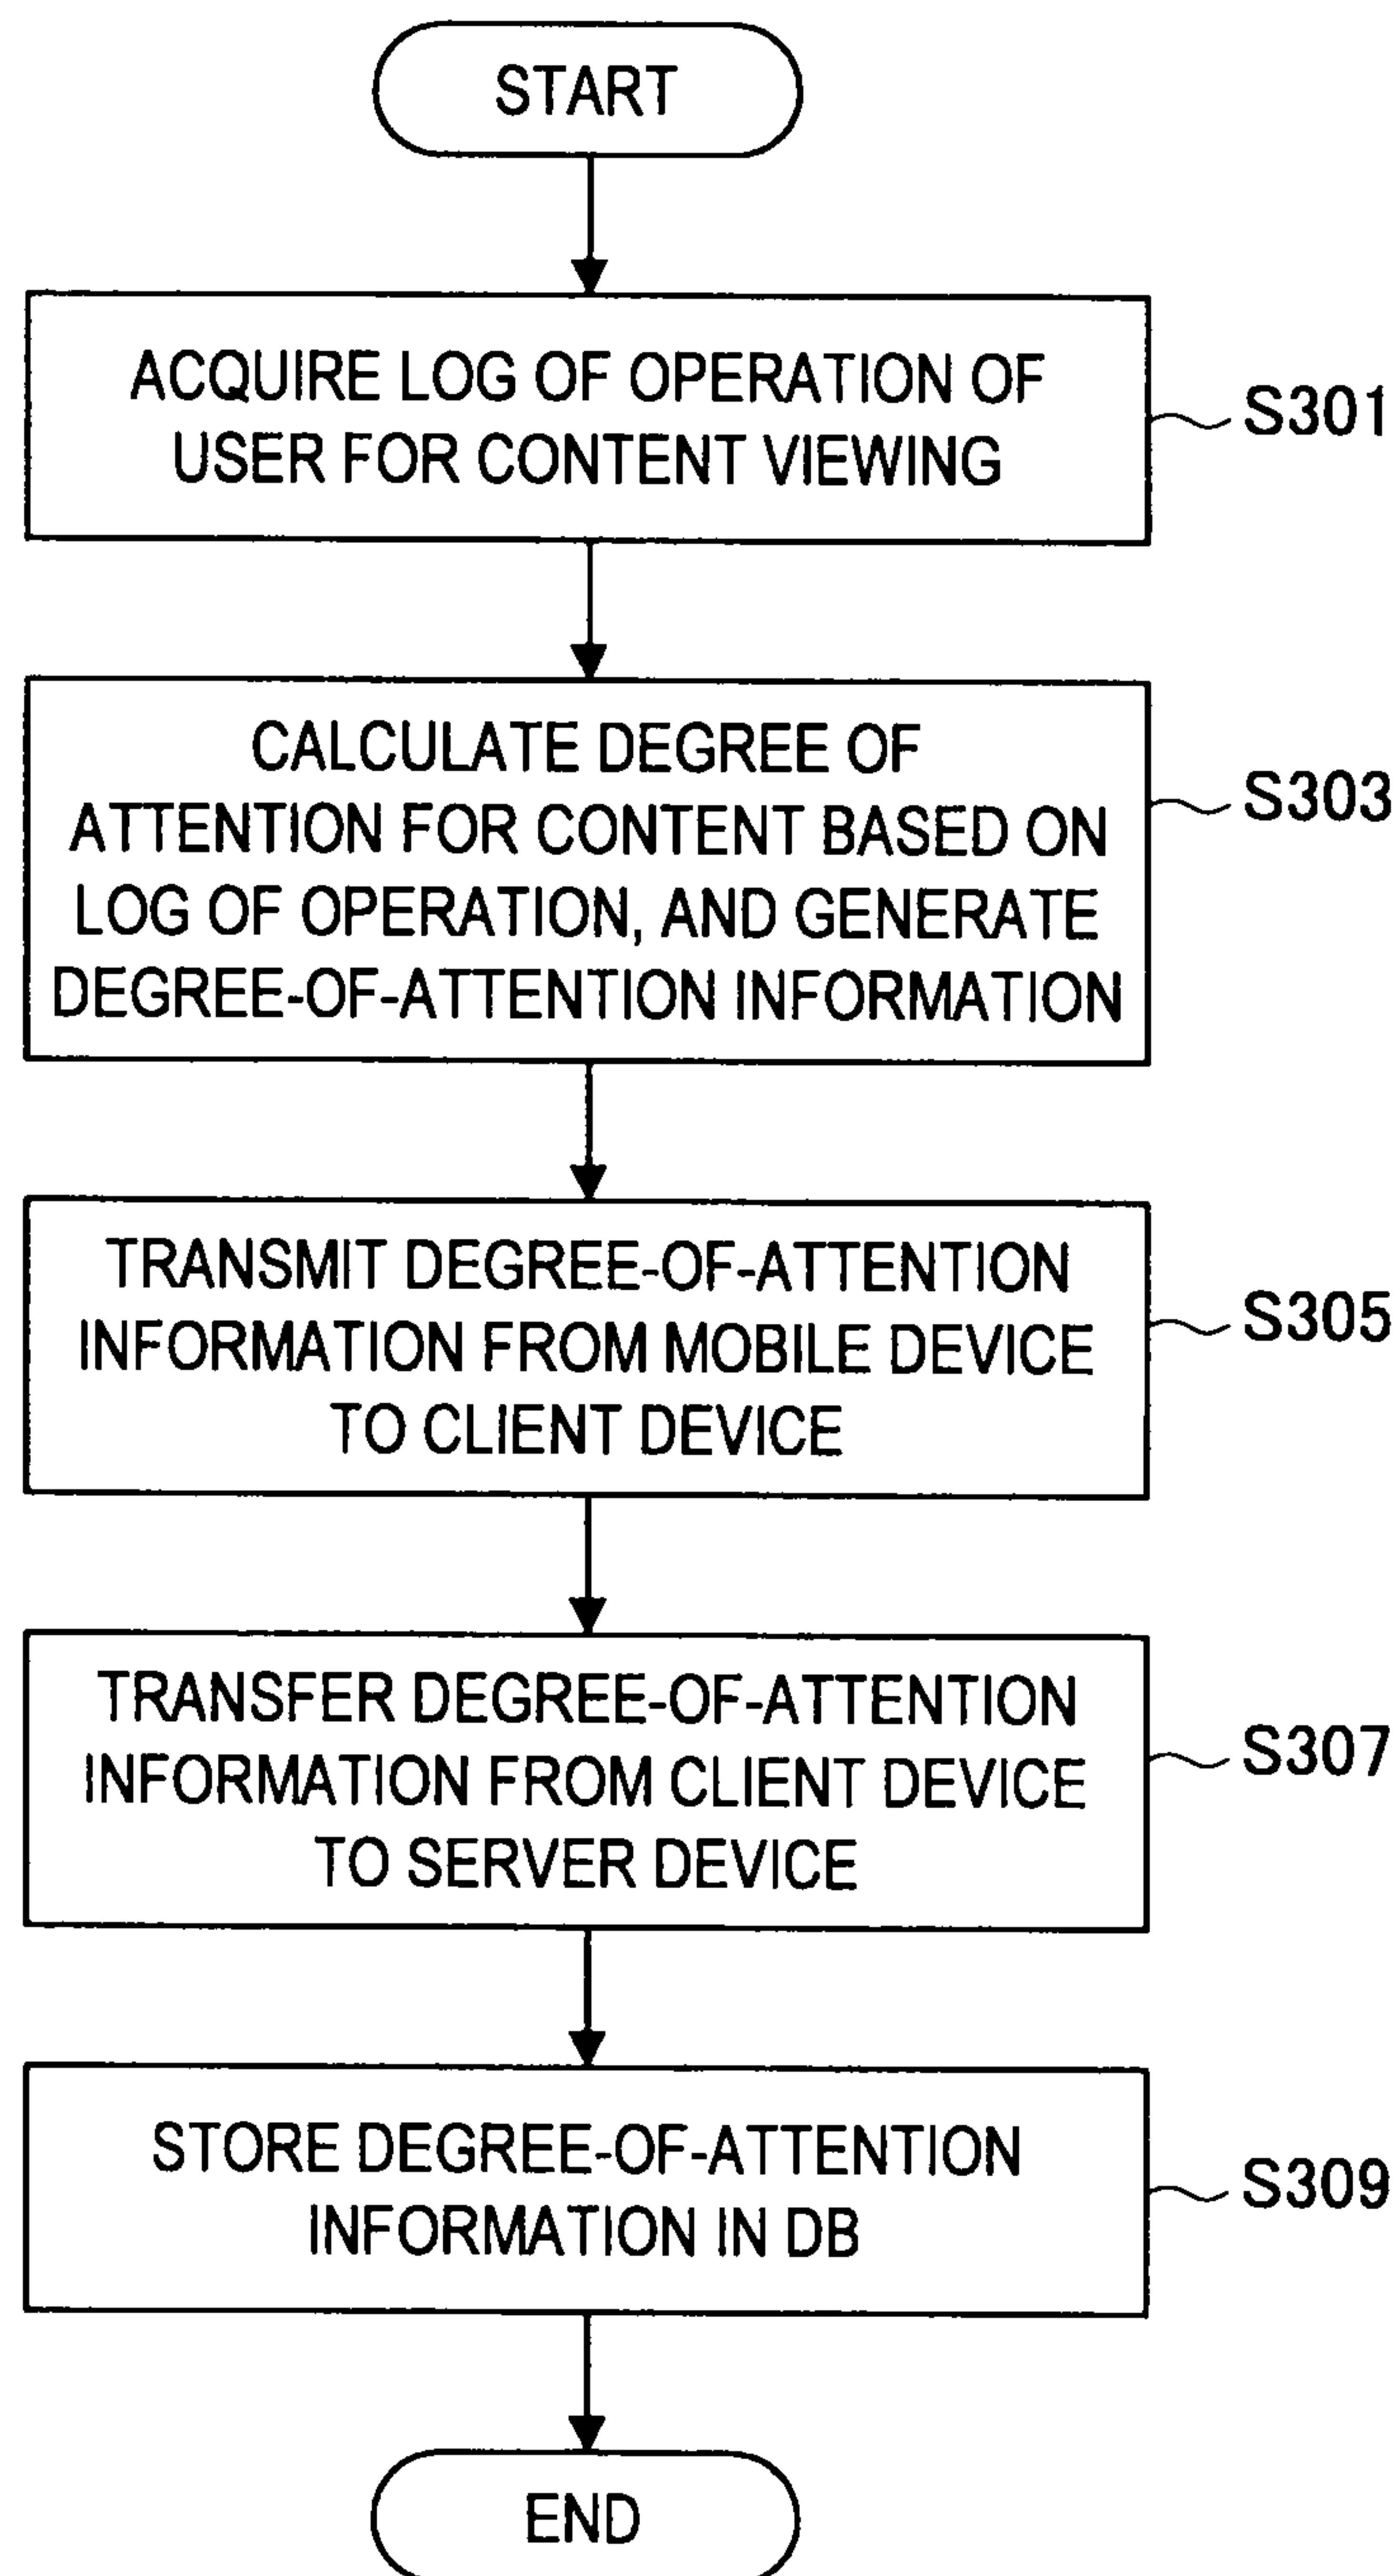 START
ACQUIRE LOG OF OPERATION OF
USER FOR CONTENT VIEWING
S301
CALCULATE DEGREE OF
ATTENTION FOR CONTENT BASED ON
LOG OF OPERATION, AND GENERATE
DEGREE-OF-ATTENTION INFORMATION
S303
TRANSMIT DEGREE-OF-ATTENTION
INFORMATION FROM MOBILE DEVICE
TO CLIENT DEVICE
S305
TRANSFER DEGREE-OF-ATTENTION
INFORMATION FROM CLIENT DEVICE
TO SERVER DEVICE
S307
STORE DEGREE-OF-ATTENTION
INFORMATION IN DB
S309
END